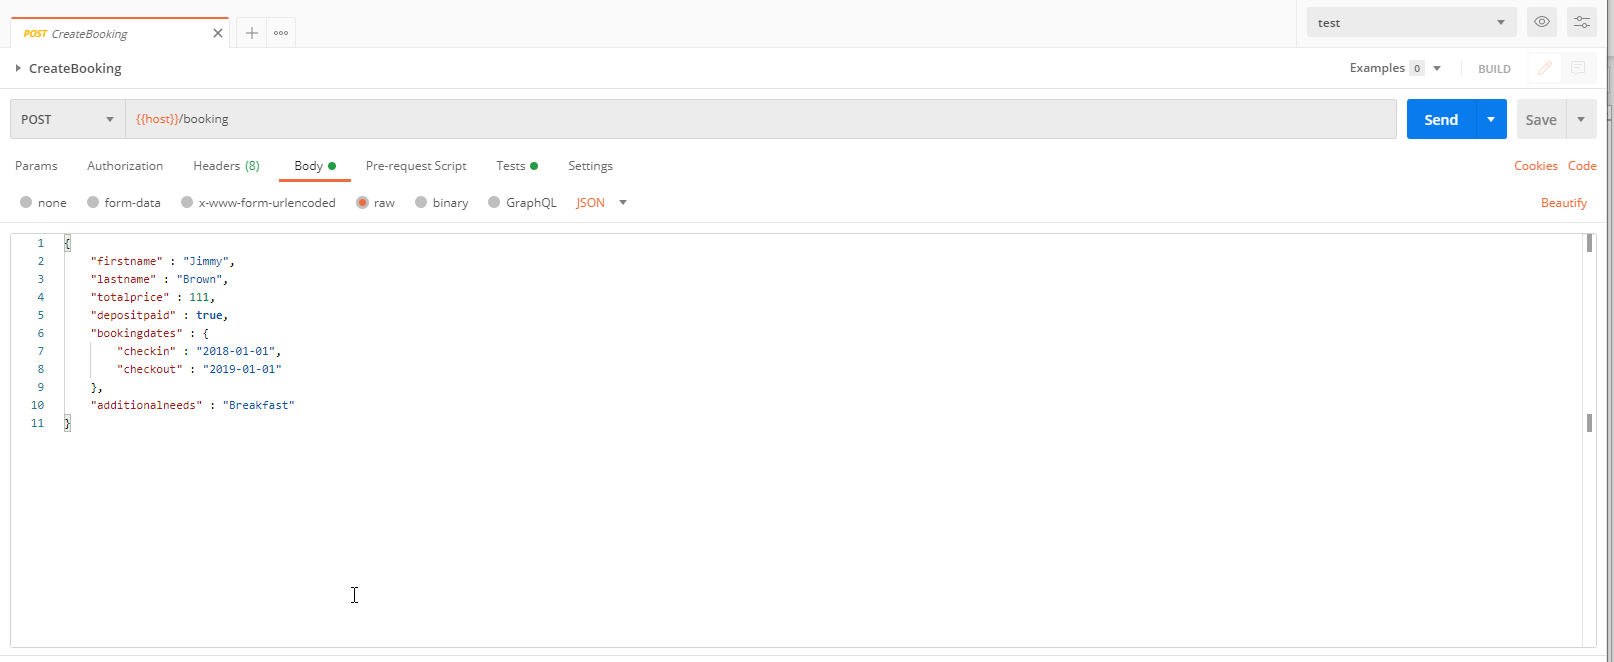 POST CreateBooking
test
CreateBooking
Examples 0
BUILD
POST
{{host}}/booking
Send
Save
Params Authorization Headers (8) Body Pre-request Script Tests Settings
Cookies Code
none form-data x-www-form-urlencoded raw binary GraphQL JSON
Beautify
1 {
2 "firstname" : "Jimmy",
3 "lastname" : "Brown",
4 "totalprice" : 111,
5 "depositpaid" : true,
6 "bookingdates" : {
7 "checkin" : "2018-01-01",
8 "checkout" : "2019-01-01"
9 },
10 "additionalneeds" : "Breakfast"
11 }